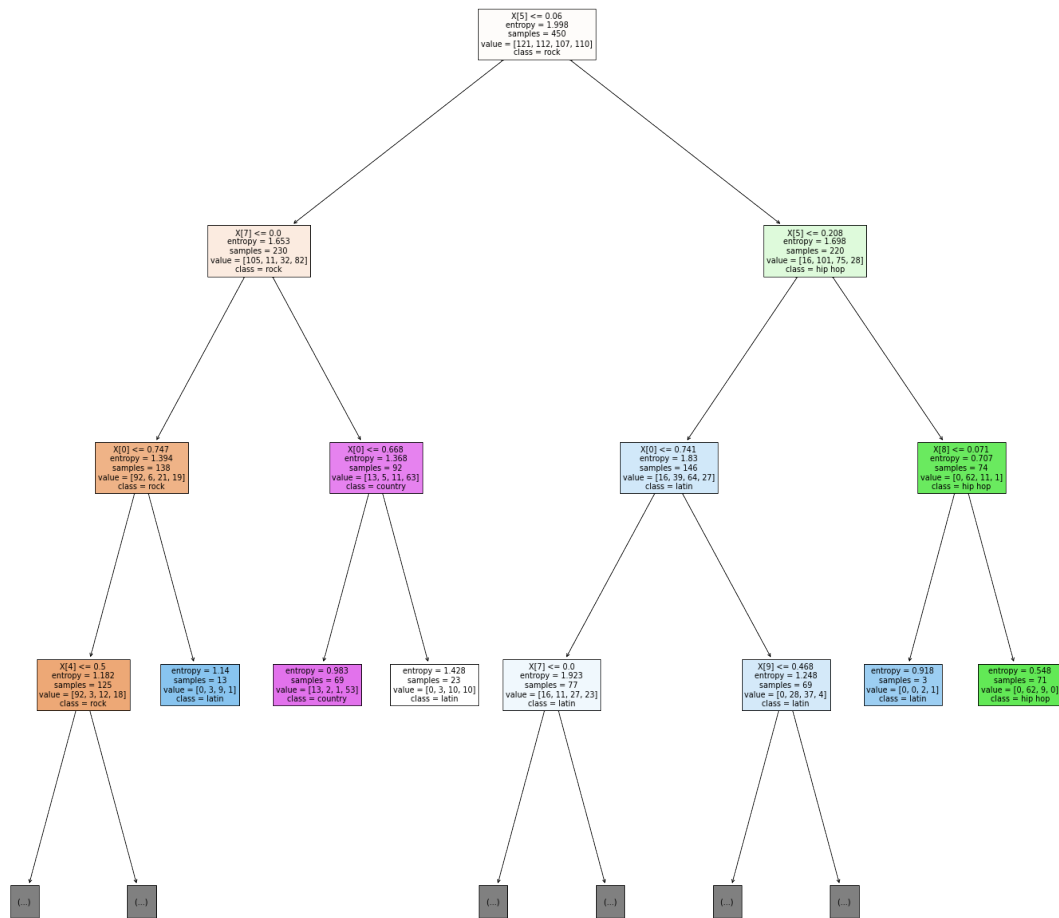 X[5] <= 0.06
entropy = 1.998
samples = 450
value = [121, 112, 107, 110]
class = rock
X[7] <= 0.0
entropy = 1.653
samples = 230
value = [105, 11, 32, 82]
class = rock
X[5] <= 0.208
entropy = 1.698
samples = 220
value = [16, 101, 75, 28]
class = hip hop
X[0] <= 0.747
entropy = 1.394
samples = 138
value = [92, 6, 21, 19]
class = rock
X[0] <= 0.668
entropy = 1.368
samples = 92
value = [13, 5, 11, 63]
class = country
X[0] <= 0.741
entropy = 1.83
samples = 146
value = [16, 39, 64, 27]
class = latin
X[8] <= 0.071
entropy = 0.707
samples = 74
value = [0, 62, 11, 1]
class = hip hop
X[4] <= 0.5
entropy = 1.182
samples = 125
value = [92, 3, 12, 18]
class = rock
entropy = 1.14
samples = 13
value = [0, 3, 9, 1]
class = latin
entropy = 0.983
samples = 69
value = [13, 2, 1, 53]
class = country
entropy = 1.428
samples = 23
value = [0, 3, 10, 10]
class = latin
X[7] <= 0.0
entropy = 1.923
samples = 77
value = [16, 11, 27, 23]
class = latin
X[9] <= 0.468
entropy = 1.248
samples = 69
value = [0, 28, 37, 4]
class = latin
entropy = 0.918
samples = 3
value = [0, 0, 2, 1]
class = latin
entropy = 0.548
samples = 71
value = [0, 62, 9, 0]
class = hip hop
(...)
(...)
(...)
(...)
(...)
(...)